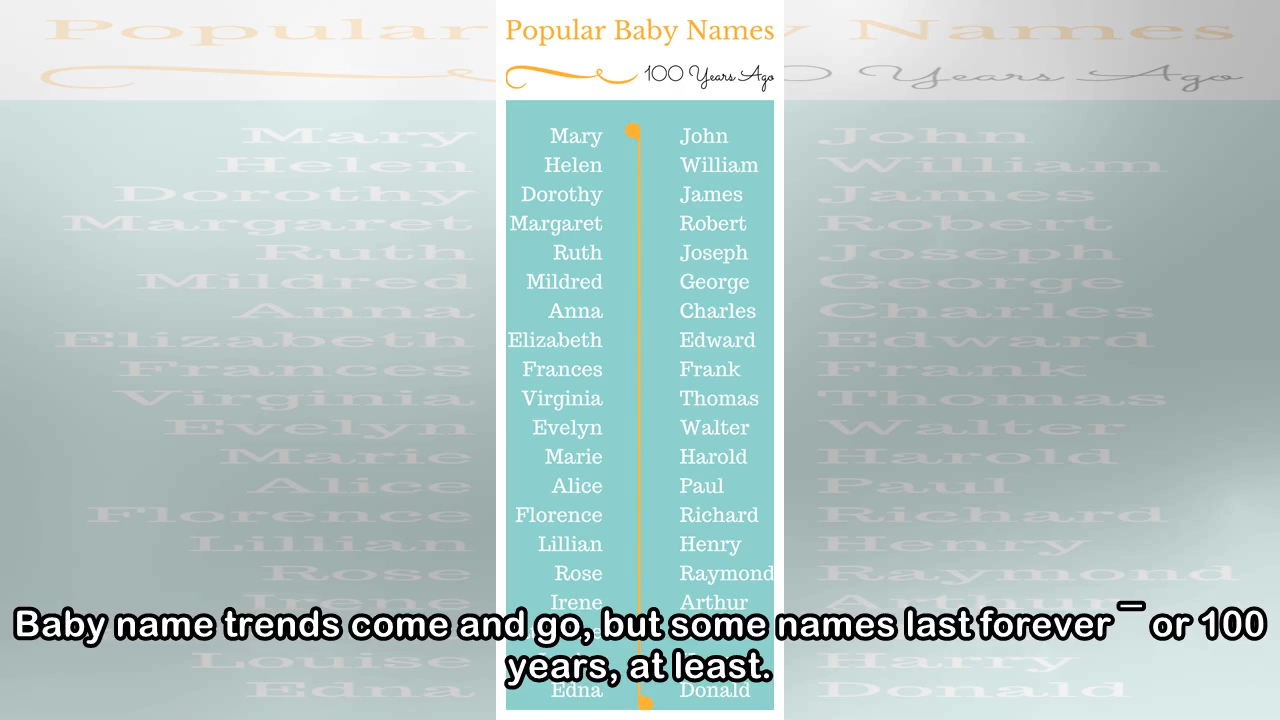 Popular Baby Names
100 Years Ago
Mary John
Helen William
Dorothy James
Margaret Robert
Ruth Joseph
Mildred George
Anna Charles
Elizabeth Edward
Frances Frank
Virginia Thomas
Evelyn Walter
Marie Harold
Alice Paul
Florence Richard
Lillian Henry
Rose Raymond
Irene Arthur
Louise Harry
Edna Donald
Baby name trends come and go, but some names last forever ¯ or 100
years, at least.